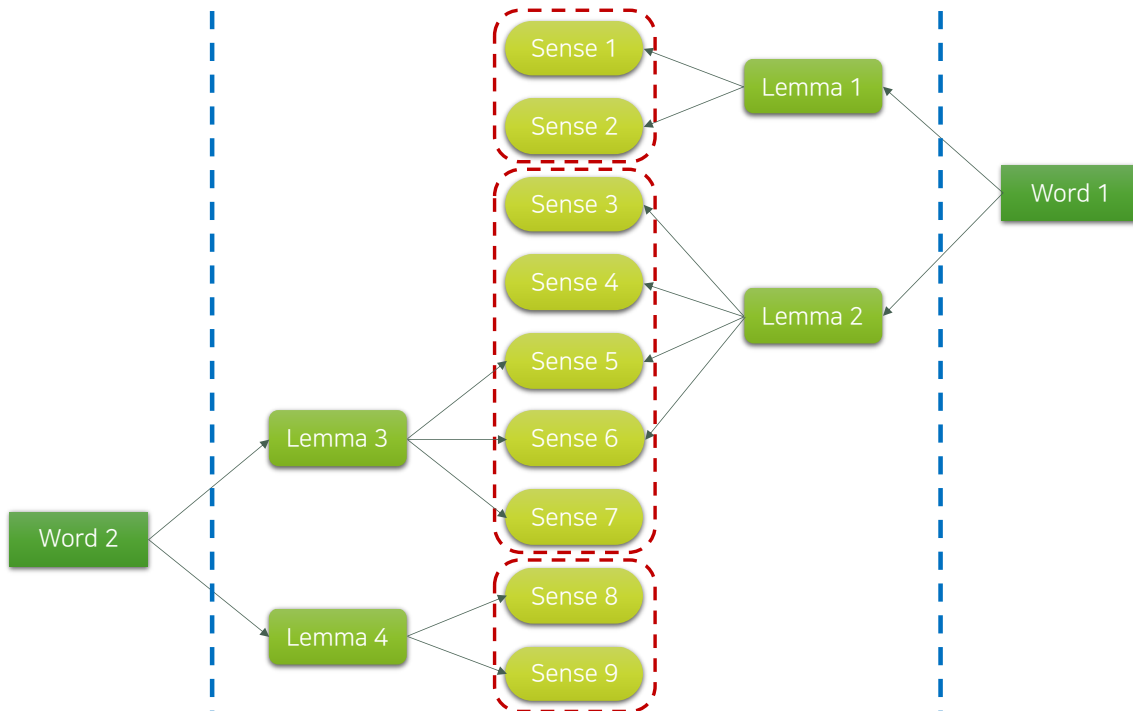 Sense 1
Lemma 1
Sense 2
Word 1
Sense 3
Sense 4
Lemma 2
Sense 5
Lemma 3
Sense 6
Sense 7
Word 2
Sense 8
Lemma 4
Sense 9